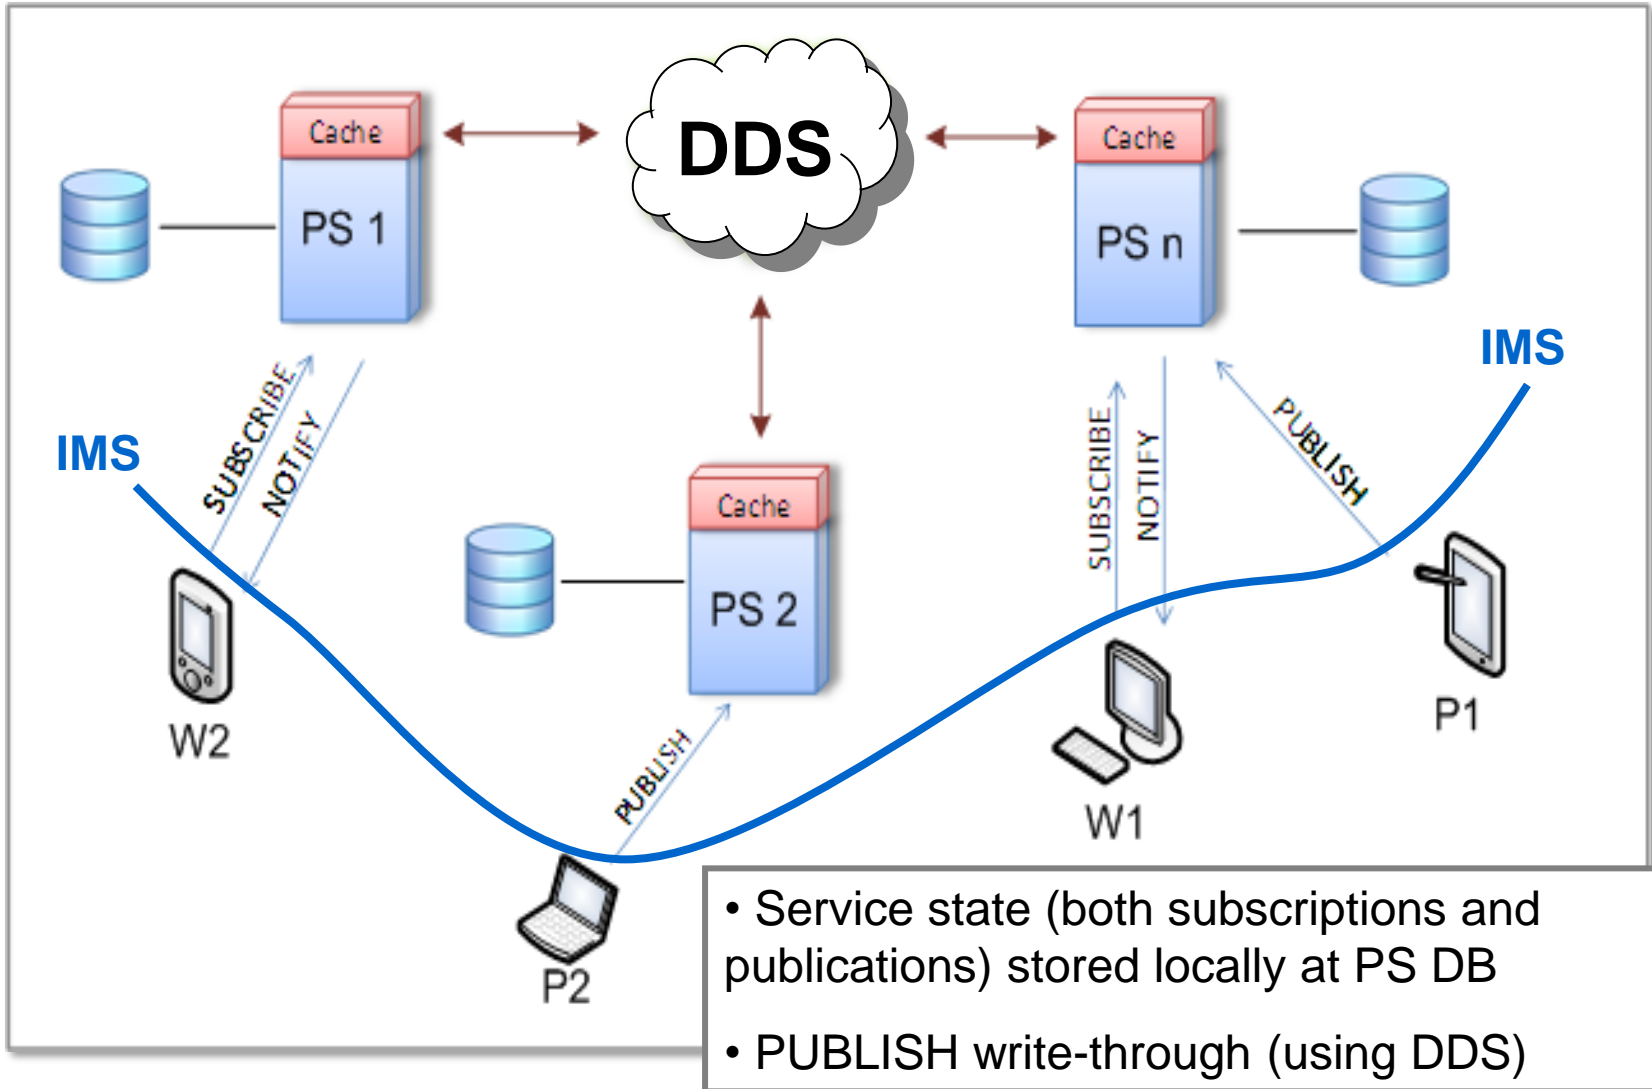 DDS
Cache
PS 1
Cache
PS n
IMS
IMS
SUBSCRIBE
NOTIFY
SUBSCRIBE
NOTIFY
PUBLISH
Cache
PS 2
W2
PUBLISH
P1
W1
P2
• Service state (both subscriptions and
publications) stored locally at PS DB
• PUBLISH write-through (using DDS)